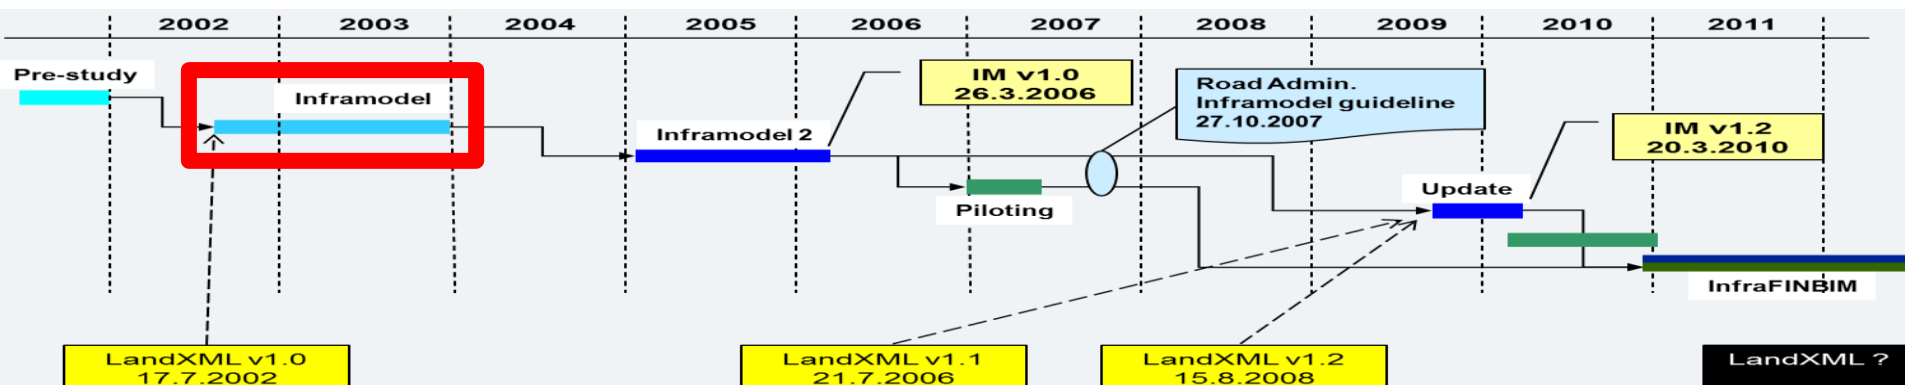 2002 2003 2004 2005 2006 2007 2008 2009 2010 2011
Pre-study
Inframodel
Inframodel 2
IM v1.0
26.3.2006
Piloting
Road Admin.
Inframodel guideline
27.10.2007
Update
IM v1.2
20.3.2010
InfraFINBIM
LandXML v1.0
17.7.2002
LandXML v1.1
21.7.2006
LandXML v1.2
15.8.2008
LandXML ?